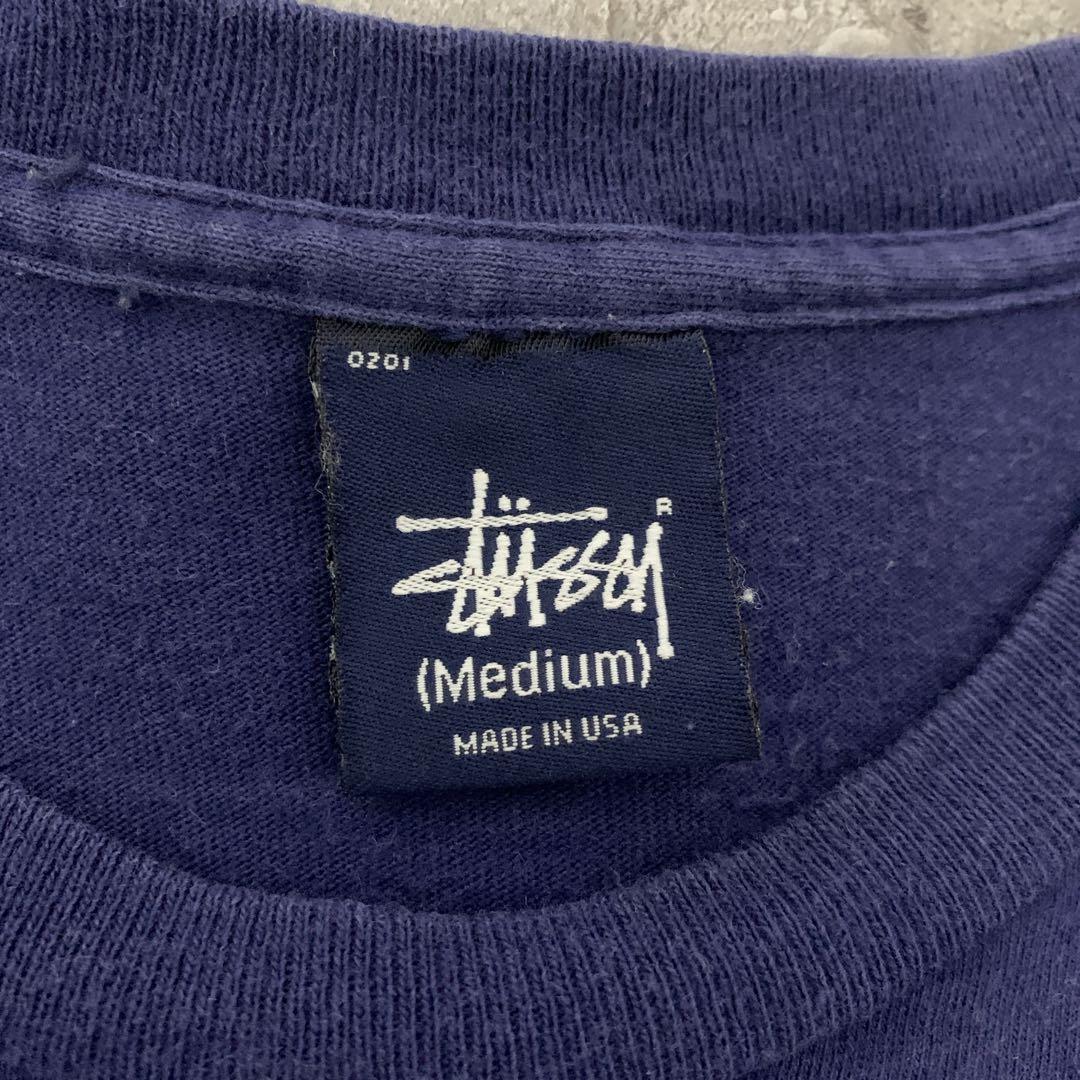 0201
stüssy R
(Medium)
MADE IN USA